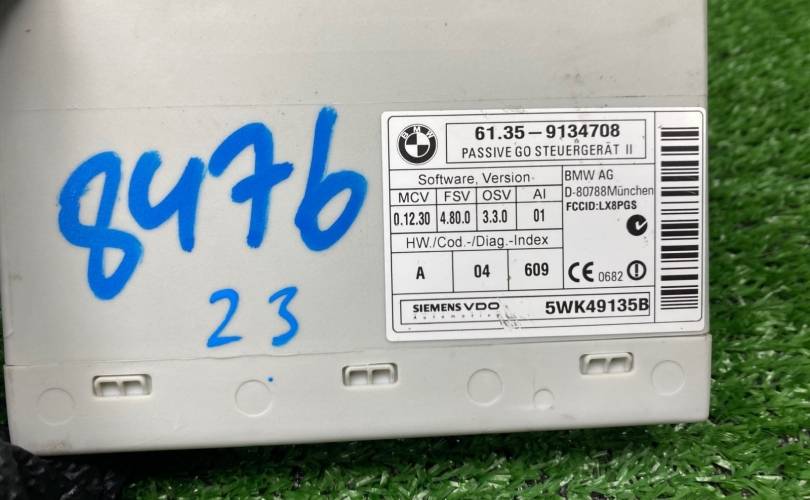 8476
23
BMW
61.35-9134708
PASSIVE GO STEUERGERÄT II
Software, Version
MCV FSV OSV AI
0.12.30 4.80.0 3.3.0 01
HW./Cod.-/Diag.-Index
A 04 609
BMW AG
D-80788München
FCCID:LX8PGS
CE 0682
SIEMENS VDO
Automotive
5WK49135B